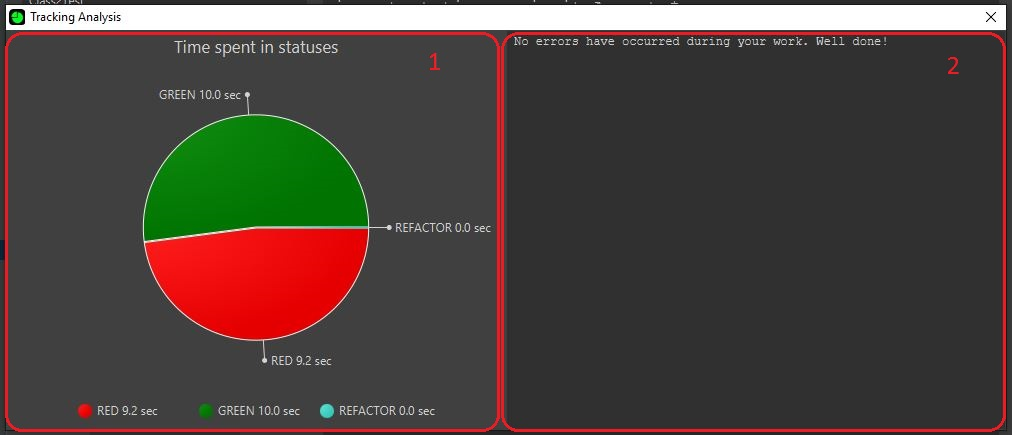 Tracking Analysis
Time spent in statuses
1
GREEN 10.0 sec
REFACTOR 0.0 sec
RED 9.2 sec
RED 9.2 sec
GREEN 10.0 sec
REFACTOR 0.0 sec
No errors have occurred during your work. Well done!
2